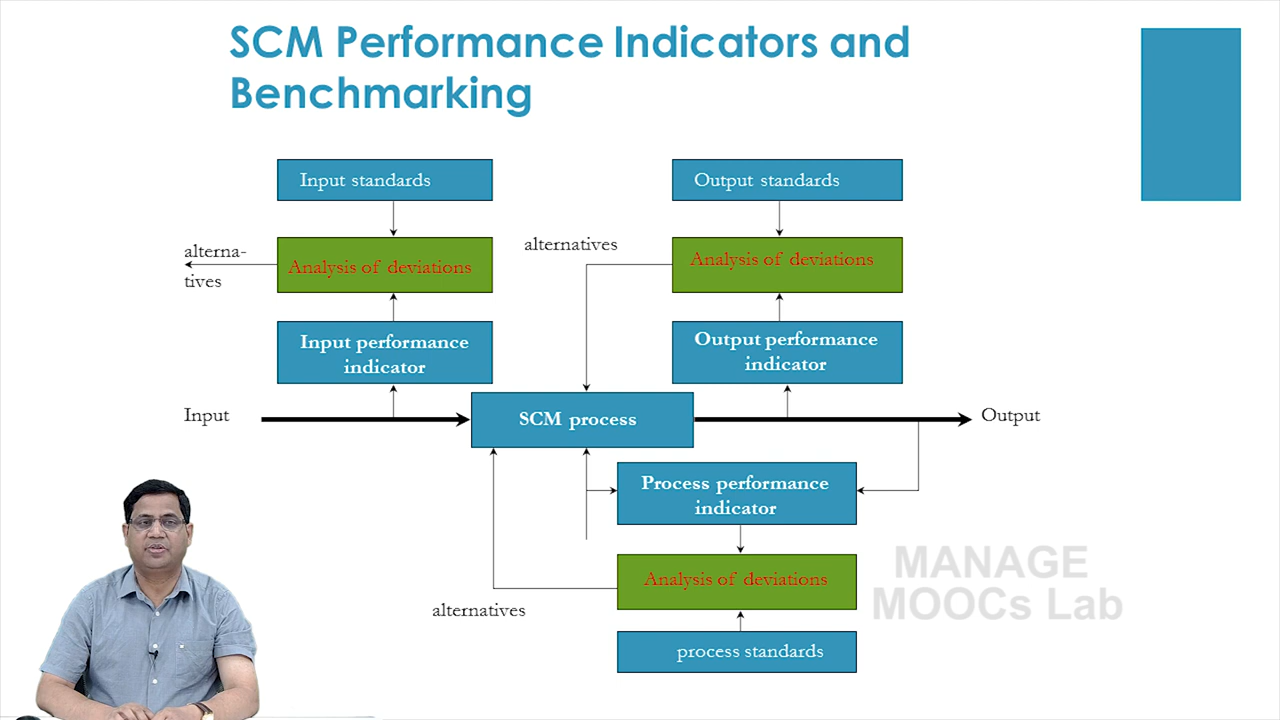 SCM Performance Indicators and
Benchmarking
Input standards
Output standards
alterna-
tives
Analysis of deviations
alternatives
Analysis of deviations
Input performance
indicator
Output performance
indicator
Input
SCM process
Output
Process performance
indicator
Analysis of deviations
alternatives
process standards
MANAGE
MOOCs Lab